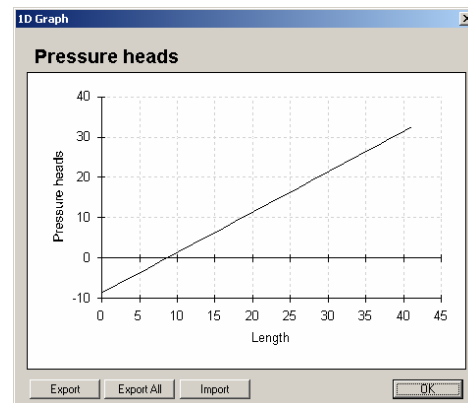 1D Graph
Pressure heads
40
30
20
10
0
-10
Pressure heads
0 5 10 15 20 25 30 35 40 45
Length
Export Export All Import OK